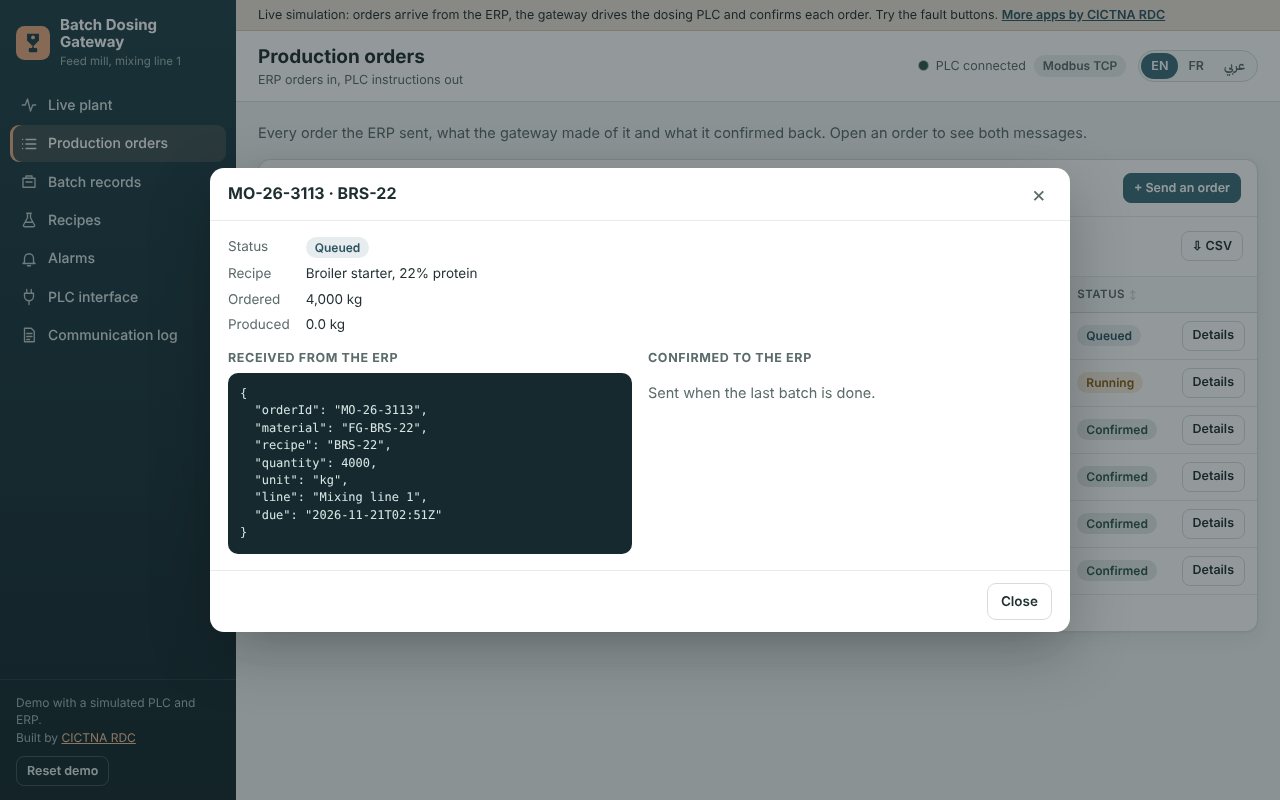 Batch Dosing
Gateway
Feed mill, mixing line 1
Live plant
Production orders
Batch records
Recipes
Alarms
PLC interface
Communication log
Demo with a simulated PLC and
ERP.
Built by CICTNA RDC
Reset demo
Live simulation: orders arrive from the ERP, the gateway drives the dosing PLC and confirms each order. Try the fault buttons. More apps by CICTNA RDC
Production orders
ERP orders in, PLC instructions out
PLC connected
Modbus TCP
EN
FR
عربي
Every order the ERP sent, what the gateway made of it and what it confirmed back. Open an order to see both messages.
+ Send an order
⇩ CSV
STATUS
Queued Details
Running Details
Confirmed Details
Confirmed Details
Confirmed Details
Confirmed Details
MO-26-3113 · BRS-22
×
Status Queued
Recipe Broiler starter, 22% protein
Ordered 4,000 kg
Produced 0.0 kg
RECEIVED FROM THE ERP
{
"orderId": "MO-26-3113",
"material": "FG-BRS-22",
"recipe": "BRS-22",
"quantity": 4000,
"unit": "kg",
"line": "Mixing line 1",
"due": "2026-11-21T02:51Z"
}
CONFIRMED TO THE ERP
Sent when the last batch is done.
Close